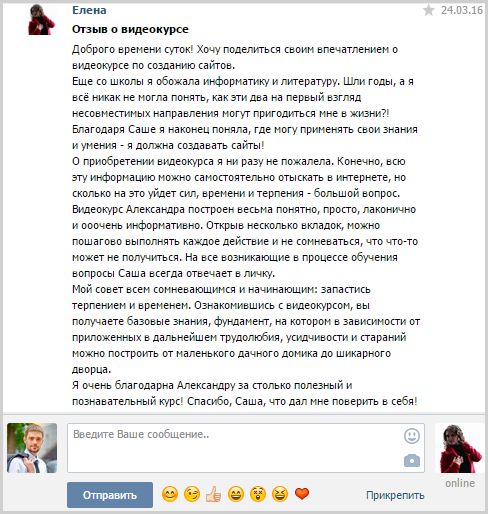 Елена
24.03.16
Отзыв о видеокурсе
Доброго времени суток! Хочу поделиться своим впечатлением о
видеокурсе по созданию сайтов.
Еще со школы я обожала информатику и литературу. Шли годы, а я
всё никак не могла понять, как эти два на первый взгляд
несовместимых направления могут пригодиться мне в жизни?!
Благодаря Саше я наконец поняла, где могу применять свои знания
и умения - я должна создавать сайты!
О приобретении видеокурса я ни разу не пожалела. Конечно, всю
эту информацию можно самостоятельно отыскать в интернете, но
сколько на это уйдет сил, времени и терпения - большой вопрос.
Видеокурс Александра построен весьма понятно, просто, лаконично
и ооочень информативно. Открыв несколько вкладок, можно
пошагово выполнять каждое действие и не сомневаться, что что-то
может не получиться. На все возникающие в процессе обучения
вопросы Саша всегда отвечает в личку.
Мой совет всем сомневающимся и начинающим: запастись
терпением и временем. Ознакомившись с видеокурсом, вы
получаете базовые знания, фундамент, на котором в зависимости от
приложенных в дальнейшем трудолюбия, усидчивости и стараний
можно построить от маленького дачного домика до шикарного
дворца.
Я очень благодарна Александру за столько полезный и
познавательный курс! Спасибо, Саша, что дал мне поверить в себя!
Введите Ваше сообщение..
online
Отправить
Прикрепить